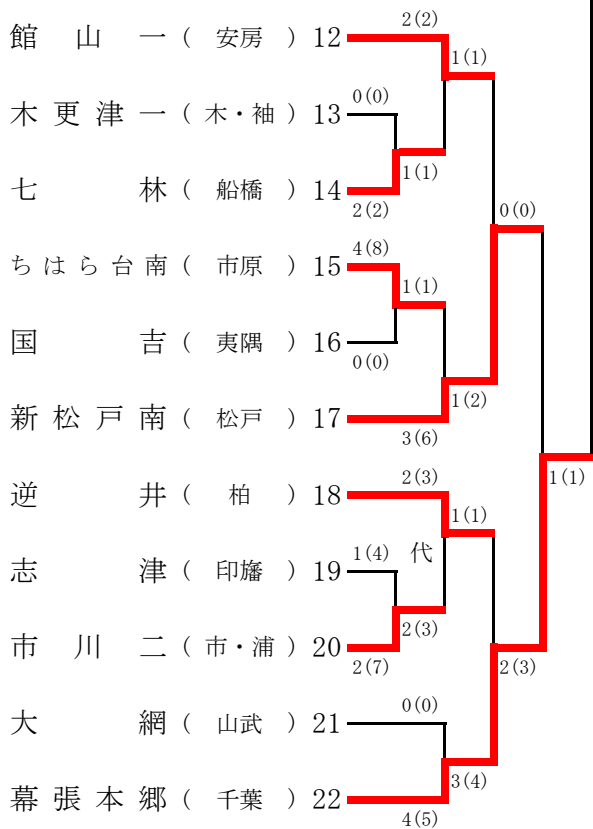 2(2)
館山一 ( 安房 ) 12
1(1)
0(0)
木更津一 ( 木・袖 ) 13
1(1)
七林 ( 船橋 ) 14
2(2)
0(0)
4(8)
ちはら台南 ( 市原 ) 15
1(1)
国吉 ( 夷隅 ) 16
0(0)
1(2)
新松戸南 ( 松戸 ) 17
3(6)
2(3)
1(1)
逆井 ( 柏 ) 18
1(1)
1(4)
代
志津 ( 印旛 ) 19
2(3)
市川二 ( 市・浦 ) 20
2(7)
2(3)
0(0)
大網 ( 山武 ) 21
3(4)
幕張本郷 ( 千葉 ) 22
4(5)